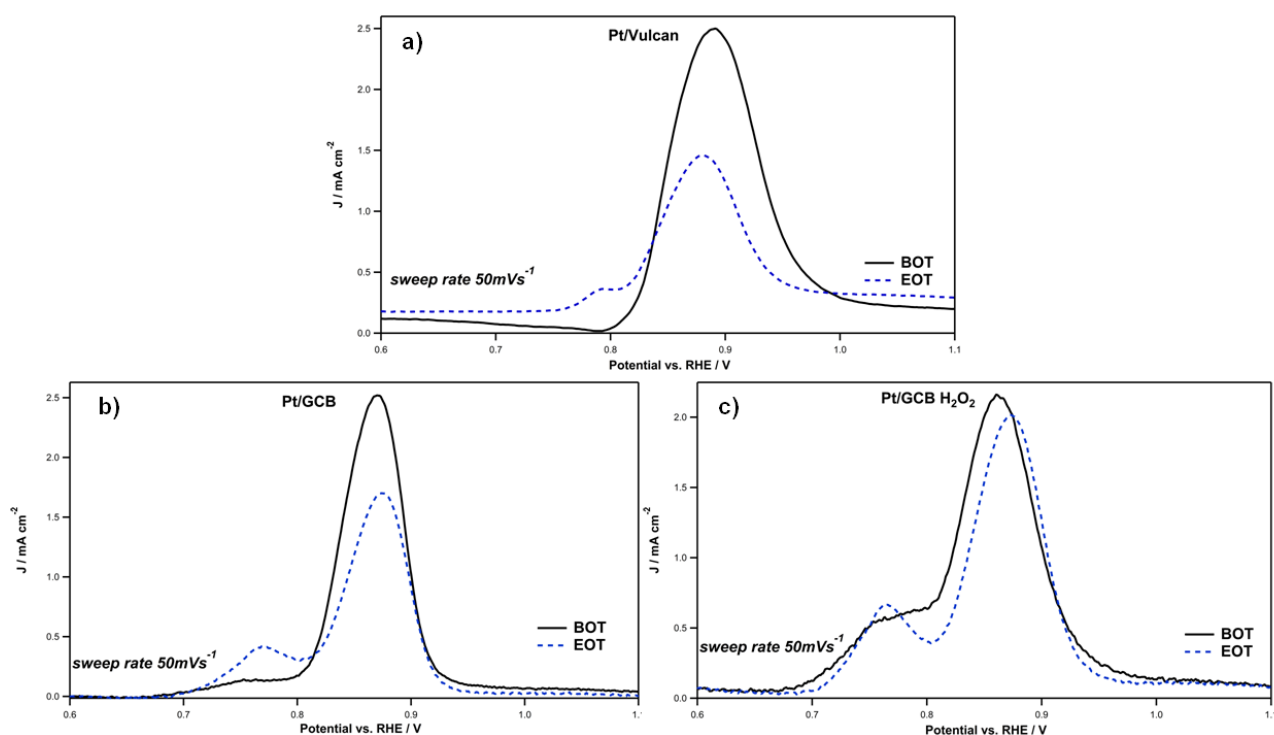 a)
Pt/Vulcan
2.5
2.0
1.5
1.0
0.5
0.0
J / mA cm⁻²
sweep rate 50mVs⁻¹
BOT
EOT
0.6 0.7 0.8 0.9 1.0 1.1
Potential vs. RHE / V
b)
Pt/GCB
2.5
2.0
1.5
1.0
0.5
0.0
J / mA cm⁻²
sweep rate 50mVs⁻¹
BOT
EOT
0.6 0.7 0.8 0.9 1.0 1.1
Potential vs. RHE / V
c)
Pt/GCB H₂O₂
2.0
1.5
1.0
0.5
0.0
J / mA cm⁻²
sweep rate 50mVs⁻¹
BOT
EOT
0.6 0.7 0.8 0.9 1.0 1.1
Potential vs. RHE / V